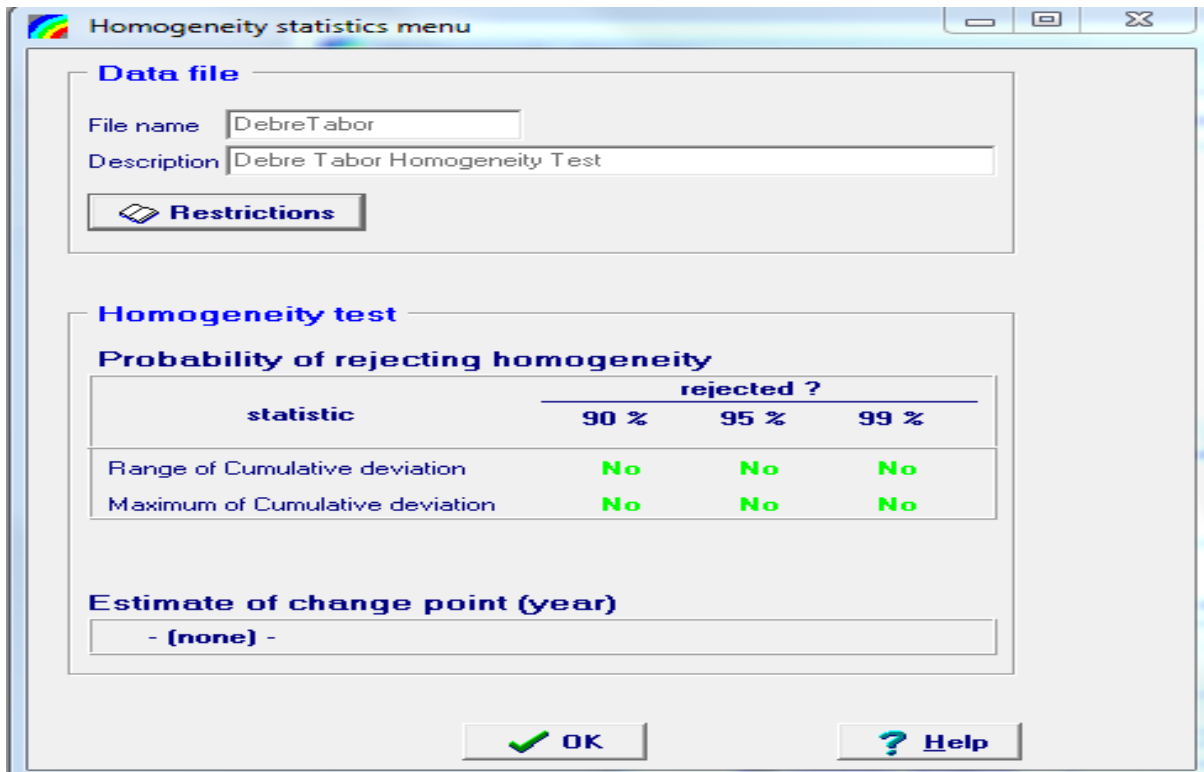 Homogeneity statistics menu
Data file
File name DebreTabor
Description Debre Tabor Homogeneity Test
Restrictions
Homogeneity test
Probability of rejecting homogeneity
rejected ?
statistic 90 % 95 % 99 %
Range of Cumulative deviation No No No
Maximum of Cumulative deviation No No No
Estimate of change point (year)
- (none) -
OK Help